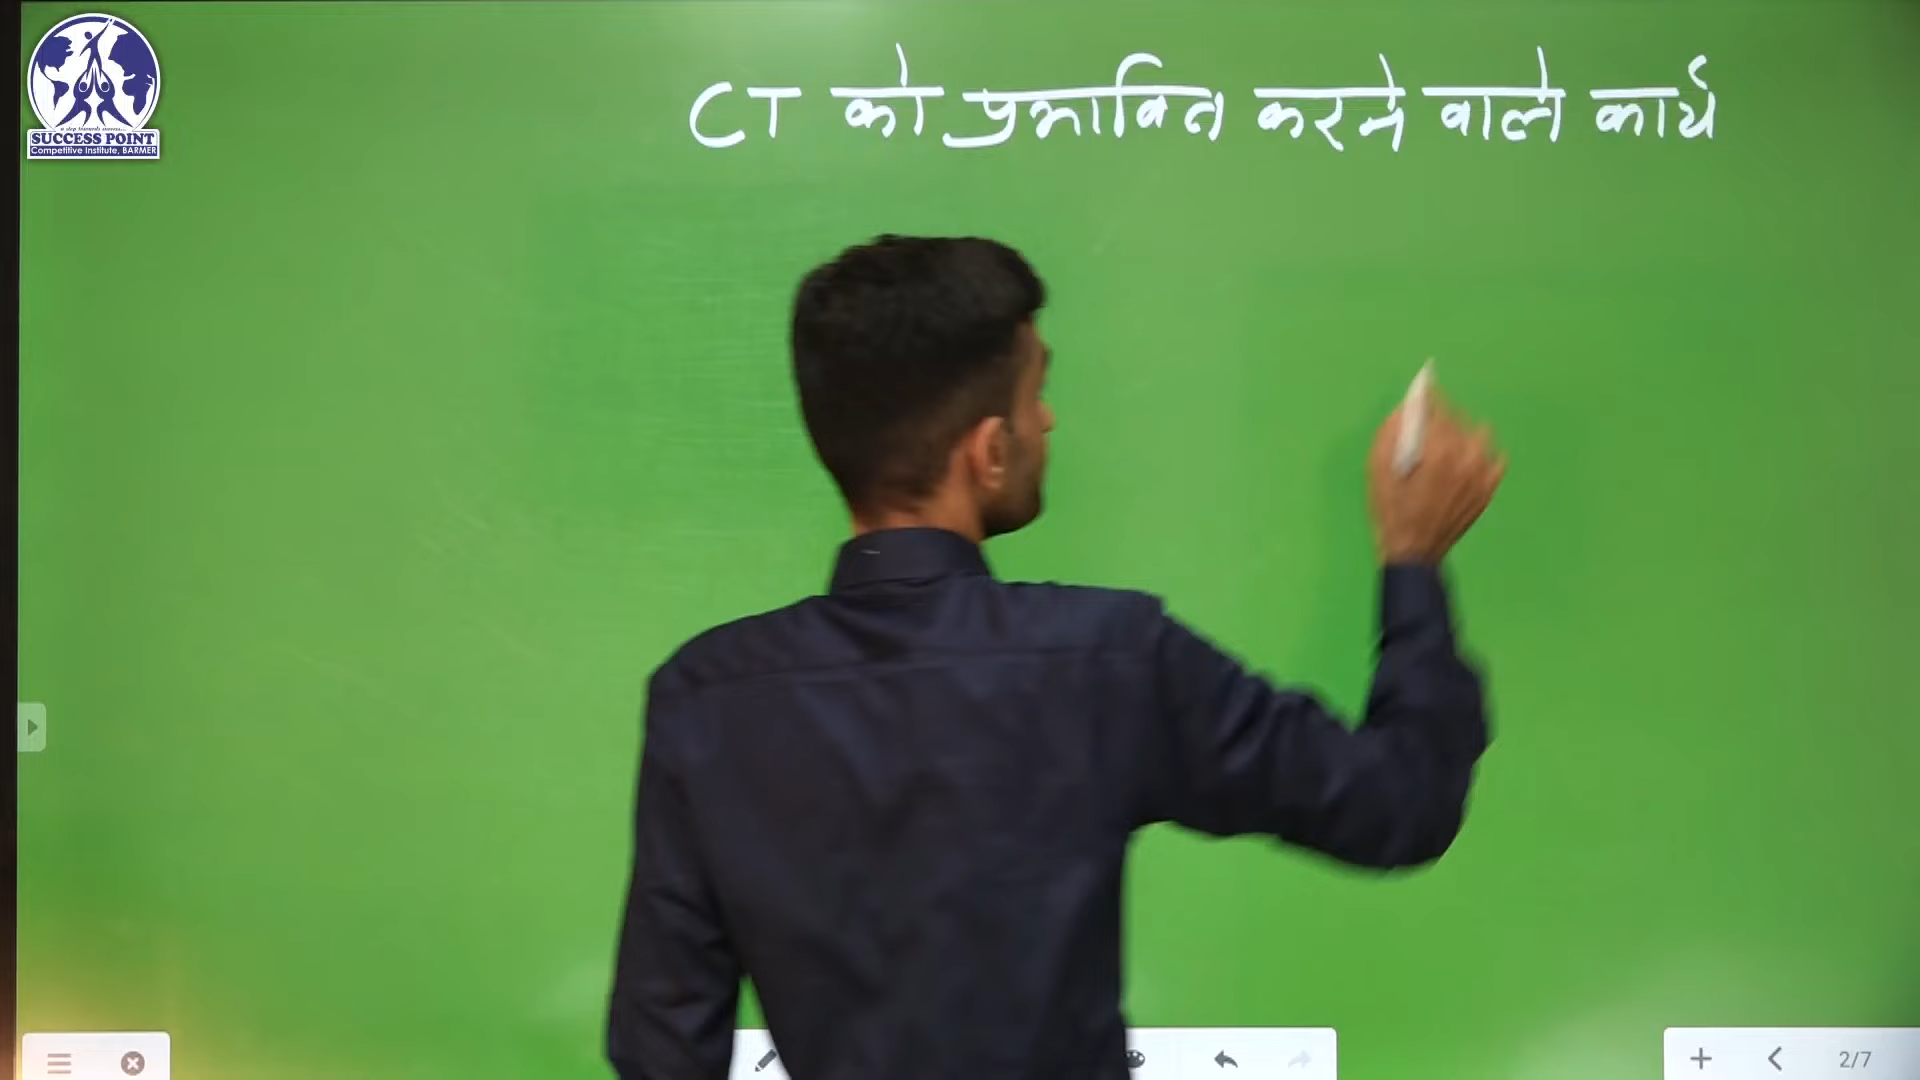 CT को प्रभावित करने वाले कार्य
SUCCESS POINT
Competitive Institute, BARMER
2/7